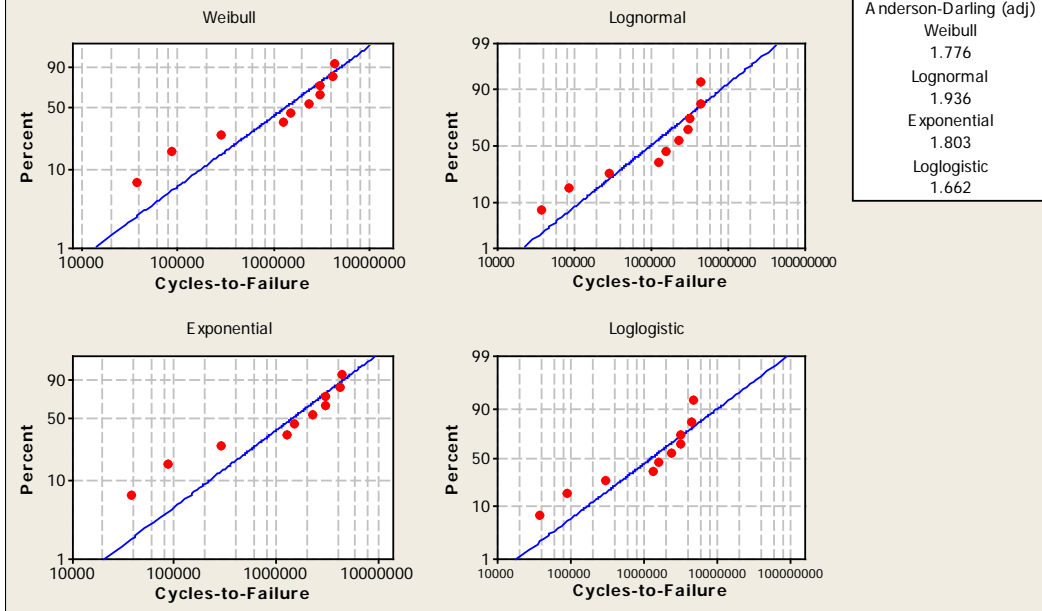 Weibull
Percent
90
50
10
1
10000 100000 1000000 10000000
Cycles-to-Failure
Lognormal
Percent
99
90
50
10
1
10000 100000 1000000 10000000 100000000
Cycles-to-Failure
Anderson-Darling (adj)
Weibull
1.776
Lognormal
1.936
Exponential
1.803
Loglogistic
1.662
Exponential
Percent
90
50
10
1
10000 100000 1000000 10000000
Cycles-to-Failure
Loglogistic
Percent
99
90
50
10
1
10000 100000 1000000 10000000 100000000
Cycles-to-Failure